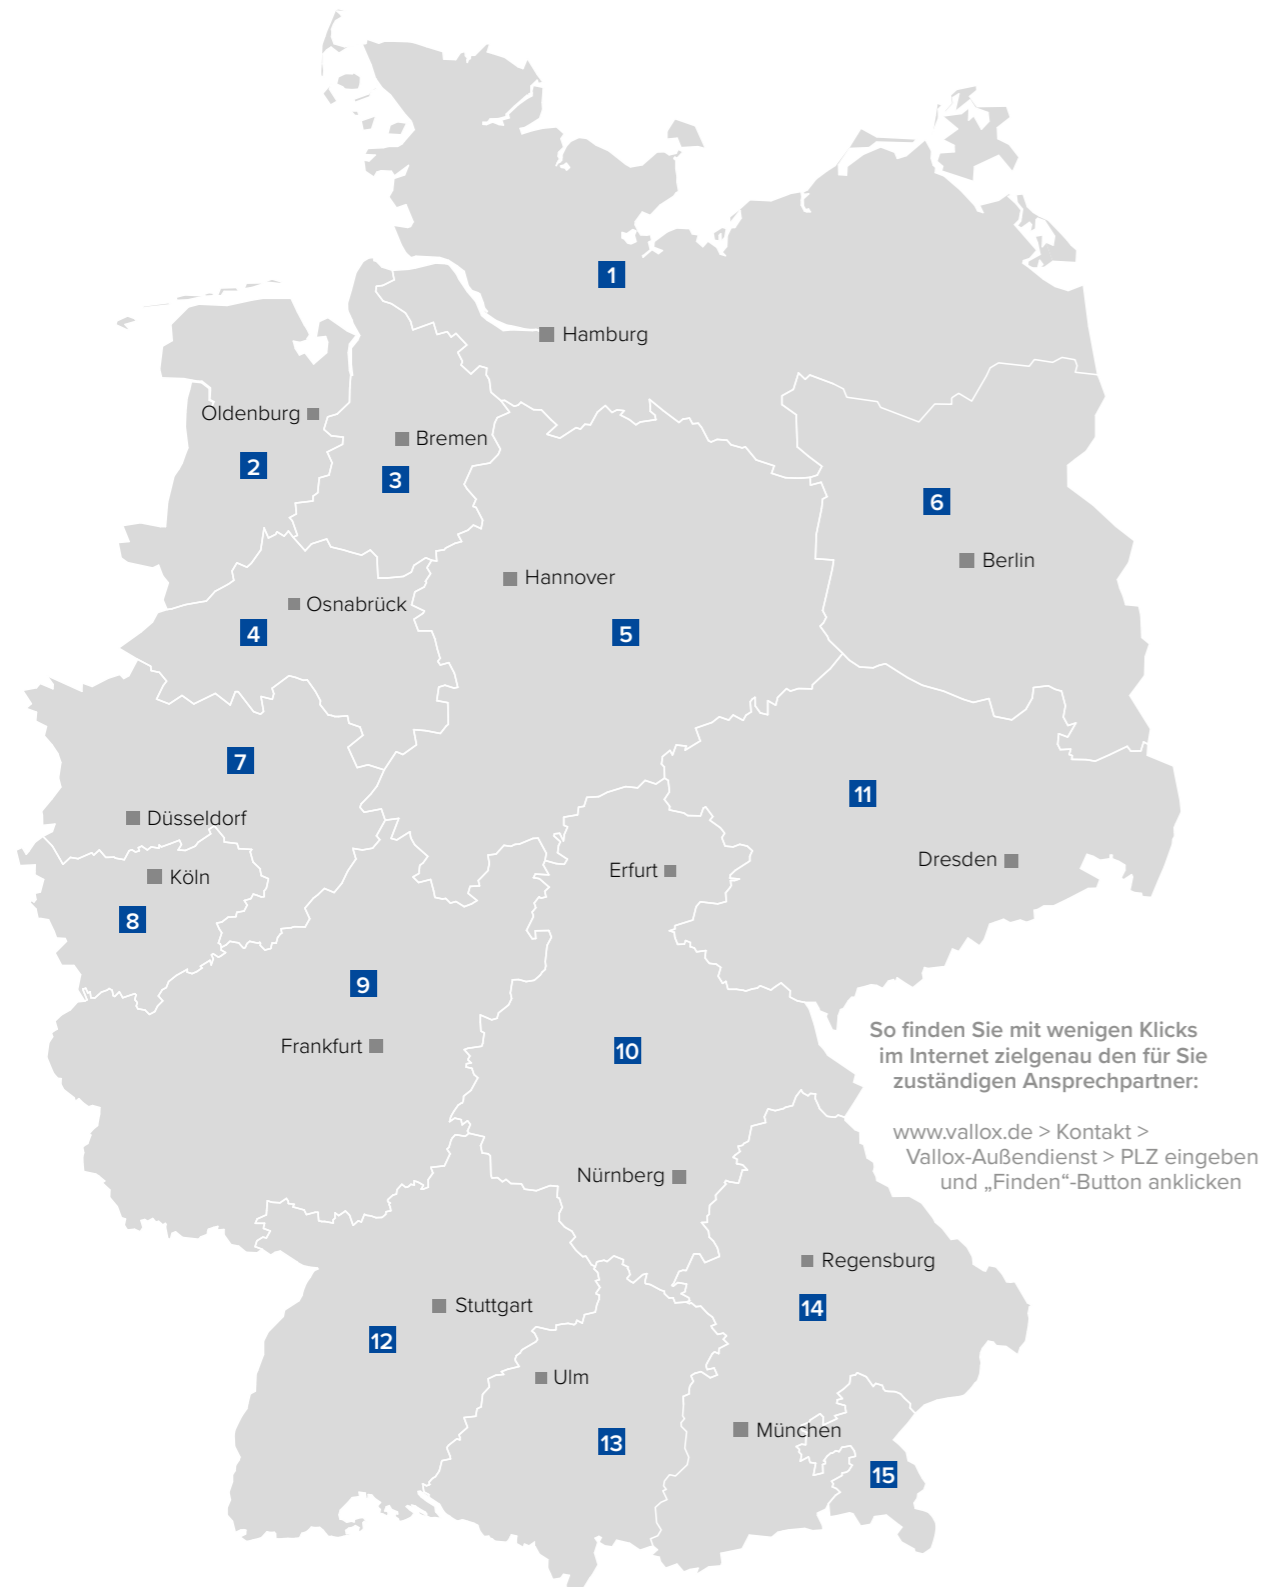 1
Hamburg
Oldenburg
Bremen
2
3
6
Berlin
Hannover
Osnabrück
4
5
7
11
Düsseldorf
Dresden
Erfurt
Köln
8
9
So finden Sie mit wenigen Klicks
im Internet zielgenau den für Sie
zuständigen Ansprechpartner:
www.vallox.de > Kontakt >
Vallox-Außendienst > PLZ eingeben
und „Finden“-Button anklicken
Frankfurt
10
Nürnberg
Regensburg
14
Stuttgart
12
Ulm
München
13
15